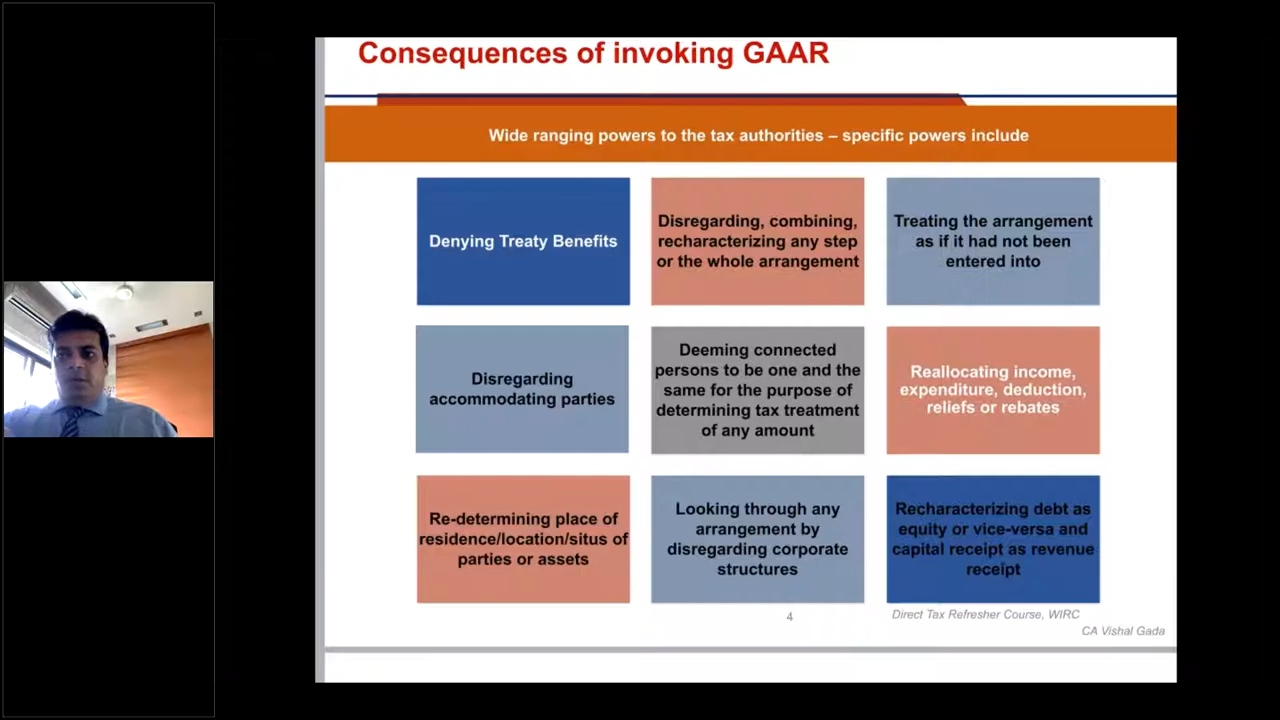 Consequences of invoking GAAR
Wide ranging powers to the tax authorities – specific powers include
Denying Treaty Benefits
Disregarding, combining,
recharacterizing any step
or the whole arrangement
Treating the arrangement
as if it had not been
entered into
Disregarding
accommodating parties
Deeming connected
persons to be one and the
same for the purpose of
determining tax treatment
of any amount
Reallocating income,
expenditure, deduction,
reliefs or rebates
Re-determining place of
residence/location/situs of
parties or assets
Looking through any
arrangement by
disregarding corporate
structures
Recharacterizing debt as
equity or vice-versa and
capital receipt as revenue
receipt
4
Direct Tax Refresher Course, WIRC
CA Vishal Gada